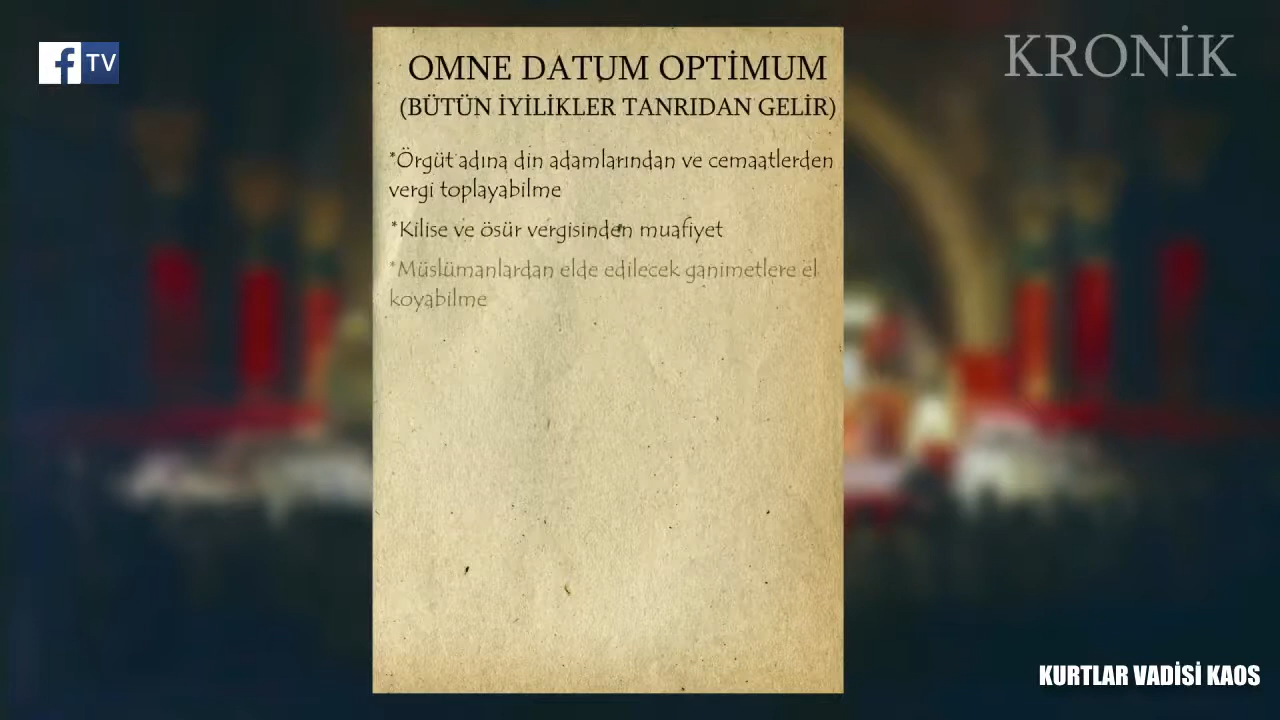 f TV
KRONİK
OMNE DATUM OPTİMUM
(BÜTÜN İYİLİKLER TANRIDAN GELİR)
*Örgüt adına din adamlarından ve cemaatlerden
vergi toplayabilme
*Kilise ve ösür vergisinden muafiyet
*Müslümanlardan elde edilecek ganimetlere el
koyabilme
KURTLAR VADİSİ KAOS